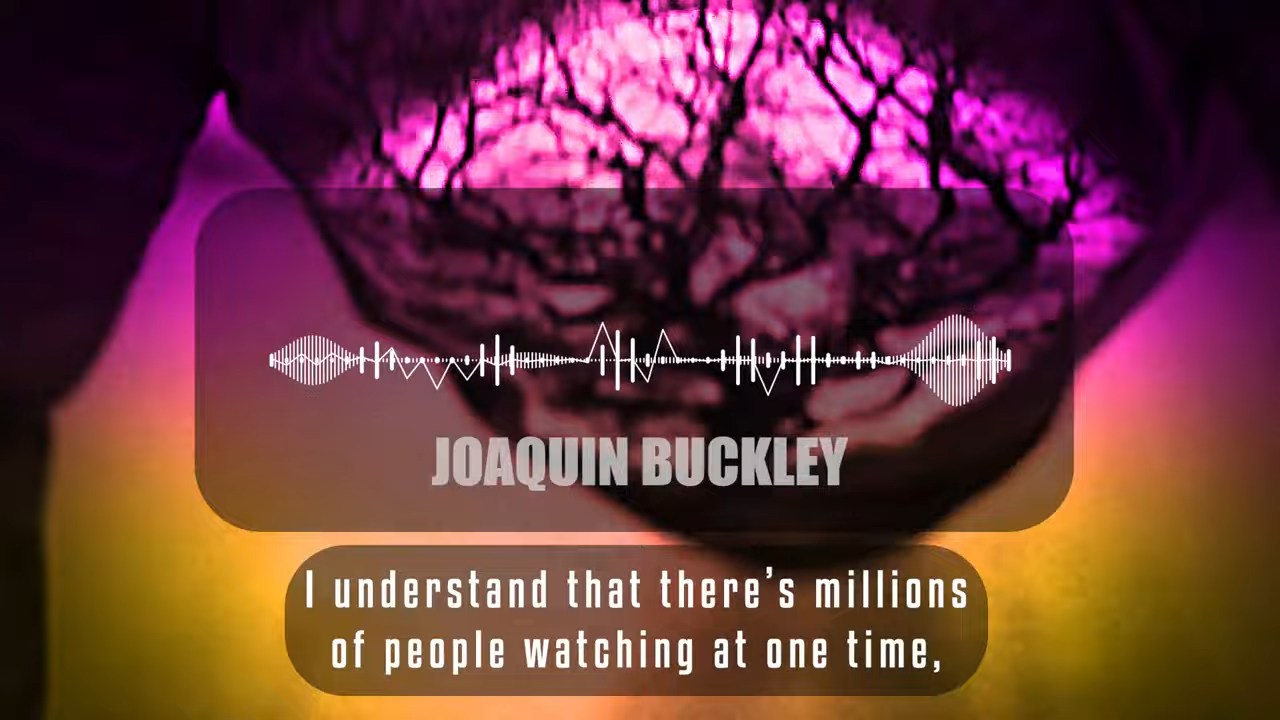 JOAQUIN BUCKLEY
I understand that there's millions
of people watching at one time,